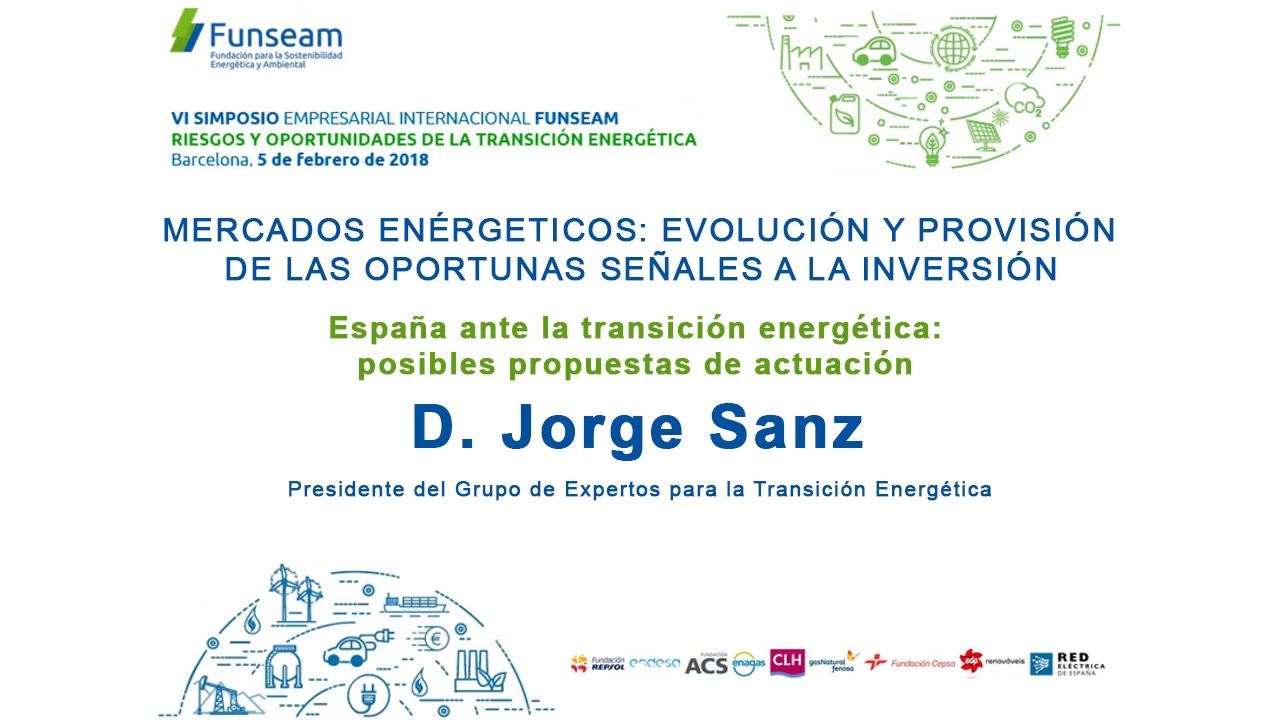 Funseam
Fundación para la Sostenibilidad
Energética y Ambiental
VI SIMPOSIO EMPRESARIAL INTERNACIONAL FUNSEAM
RIESGOS Y OPORTUNIDADES DE LA TRANSICIÓN ENERGÉTICA
Barcelona, 5 de febrero de 2018
CO2
MERCADOS ENÉRGETICOS: EVOLUCIÓN Y PROVISIÓN
DE LAS OPORTUNAS SEÑALES A LA INVERSIÓN
España ante la transición energética:
posibles propuestas de actuación
D. Jorge Sanz
Presidente del Grupo de Expertos para la Transición Energética
€
Fundación
REPSOL
endesa
FUNDACIÓN
ACS
enagas
CLH
gasNatural
fenosa
Fundación Cepsa
edp
renováveis
RED
ELÉCTRICA
DE ESPAÑA